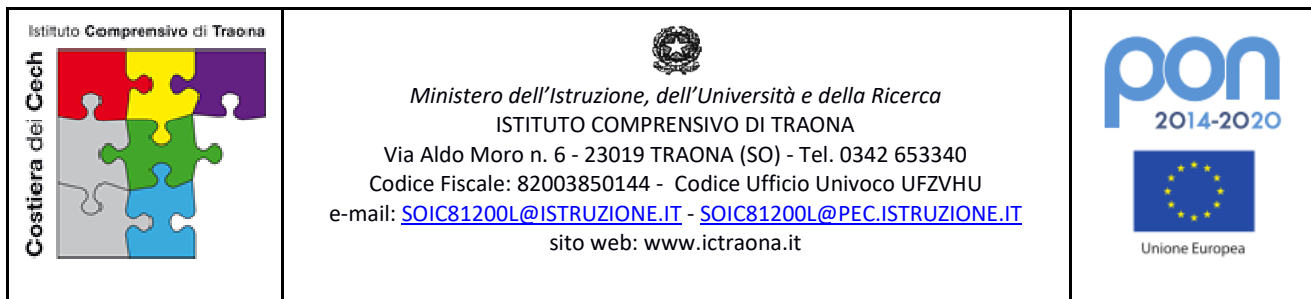 Istituto Comprensivo di Traona
Costiera dei Cech
Ministero dell'Istruzione, dell'Università e della Ricerca
ISTITUTO COMPRENSIVO DI TRAONA
Via Aldo Moro n. 6 - 23019 TRAONA (SO) - Tel. 0342 653340
Codice Fiscale: 82003850144 - Codice Ufficio Univoco UFZVHU
e-mail: SOIC81200L@ISTRUZIONE.IT - SOIC81200L@PEC.ISTRUZIONE.IT
sito web: www.ictraona.it
pon
2014-2020
Unione Europea